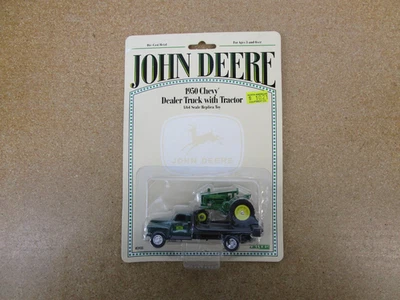 Die-Cast Metal For Ages 3 and Over
JOHN DEERE
1950 Chevy
Dealer Truck with Tractor
1/64 Scale Replica Toy
JOHN DEERE